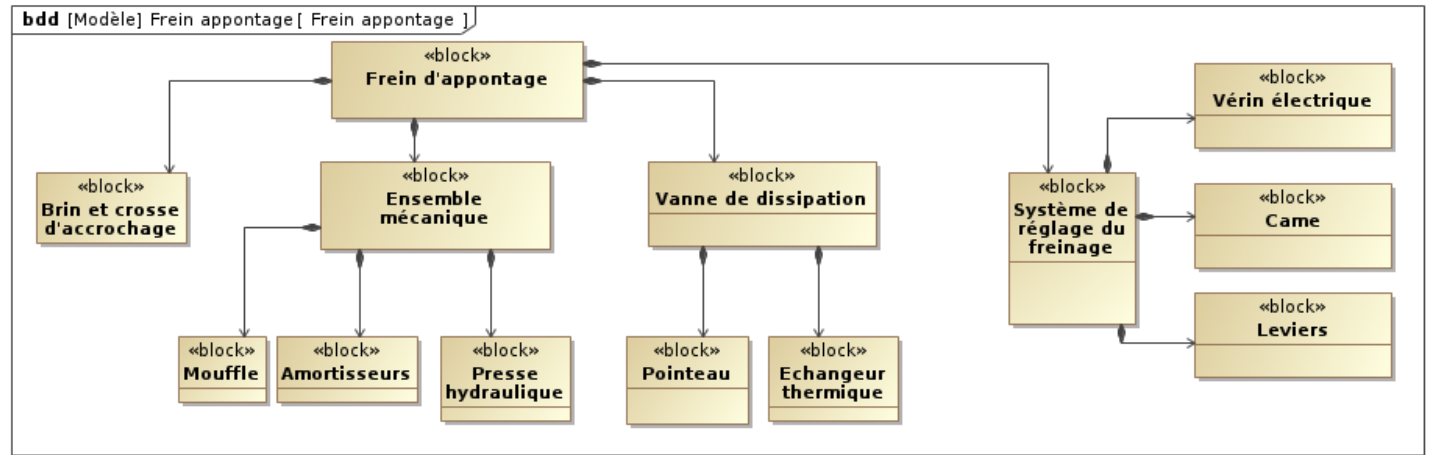 bdd [Modèle] Frein appontage [ Frein appontage ]
«block»
Frein d'appontage
«block»
Brin et crosse
d'accrochage
«block»
Ensemble
mécanique
«block»
Vanne de dissipation
«block»
Système de
réglage du
freinage
«block»
Vérin électrique
«block»
Came
«block»
Leviers
«block»
Mouffle
«block»
Amortisseurs
«block»
Presse
hydraulique
«block»
Pointeau
«block»
Echangeur
thermique